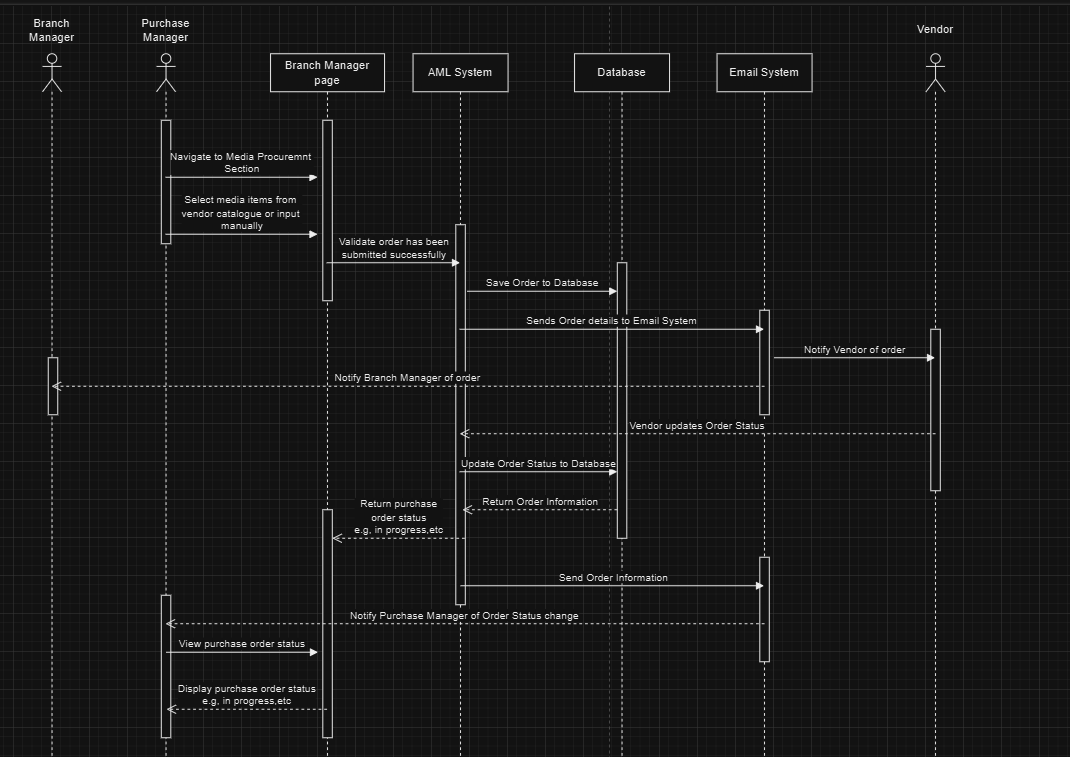 Branch
Manager
Purchase
Manager
Vendor
Branch Manager
page
AML System
Database
Email System
Navigate to Media Procuremnt
Section
Select media items from
vendor catalogue or input
manually
Validate order has been
submitted successfully
Save Order to Database
Sends Order details to Email System
Notify Vendor of order
Notify Branch Manager of order
Vendor updates Order Status
Update Order Status to Database
Return Order Information
Return purchase
order status
e.g, in progress,etc
Send Order Information
Notify Purchase Manager of Order Status change
View purchase order status
Display purchase order status
e.g, in progress,etc